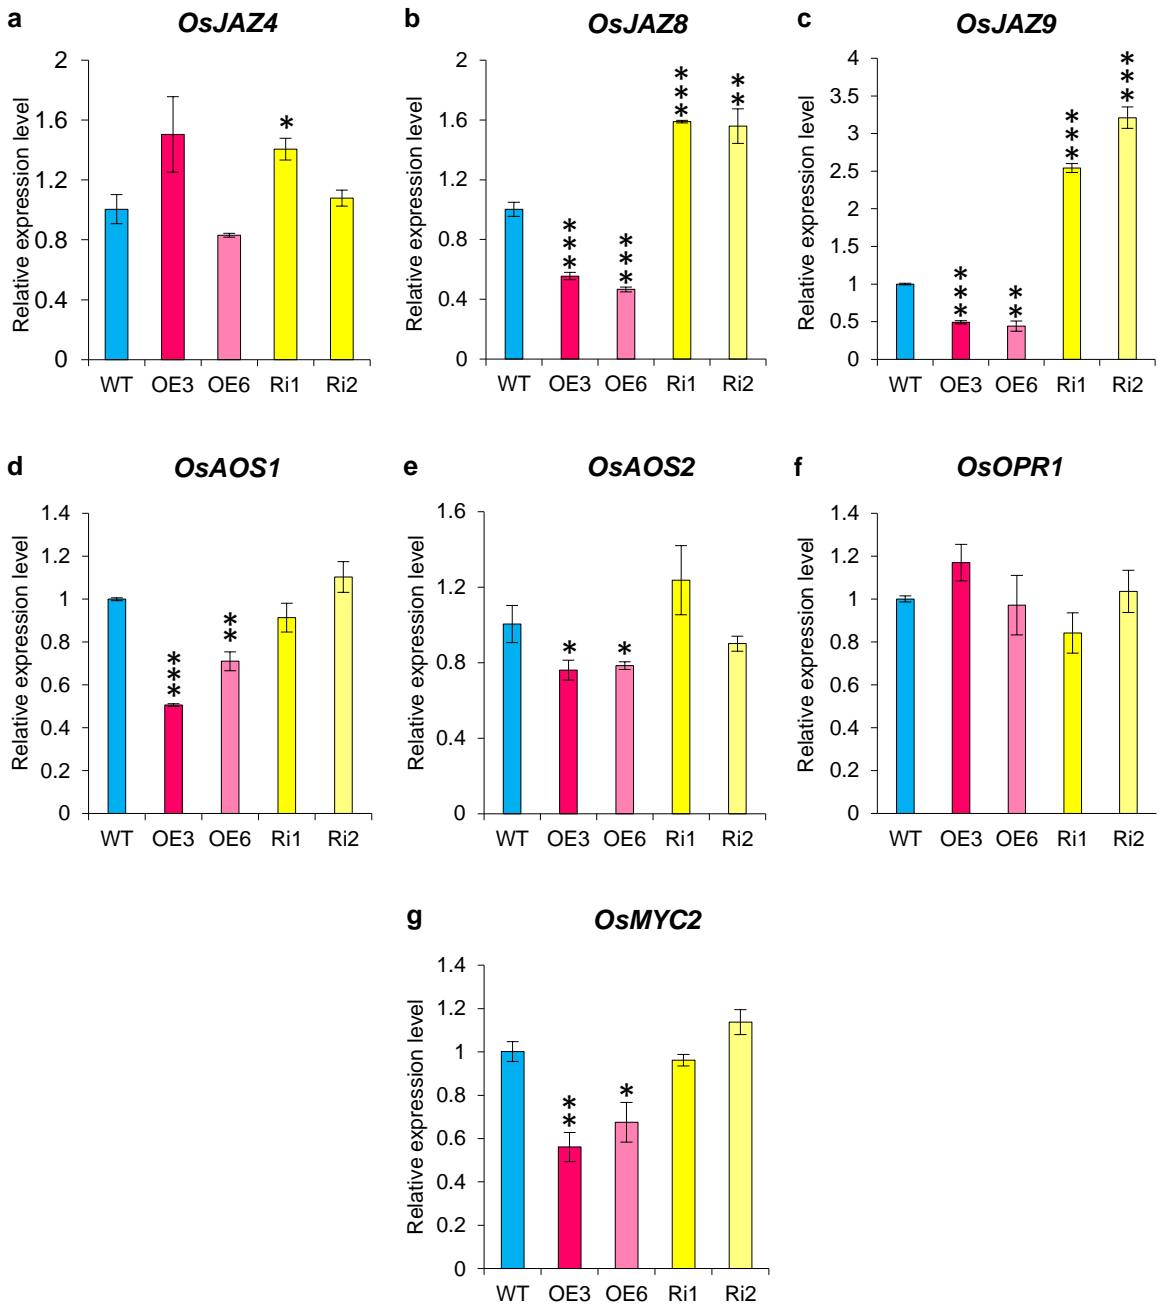 a OsJAZ4
Relative expression level
2
1.6
1.2
0.8
0.4
0
*
WT OE3 OE6 Ri1 Ri2
b OsJAZ8
Relative expression level
2
1.6
1.2
0.8
0.4
0
*** *** *** **
WT OE3 OE6 Ri1 Ri2
c OsJAZ9
Relative expression level
4
3.5
3
2.5
2
1.5
1
0.5
0
*** ** *** ***
WT OE3 OE6 Ri1 Ri2
d OsAOS1
Relative expression level
1.4
1.2
1
0.8
0.6
0.4
0.2
0
*** **
WT OE3 OE6 Ri1 Ri2
e OsAOS2
Relative expression level
1.6
1.2
0.8
0.4
0
* *
WT OE3 OE6 Ri1 Ri2
f OsOPR1
Relative expression level
1.4
1.2
1
0.8
0.6
0.4
0.2
0
WT OE3 OE6 Ri1 Ri2
g OsMYC2
Relative expression level
1.4
1.2
1
0.8
0.6
0.4
0.2
0
** *
WT OE3 OE6 Ri1 Ri2